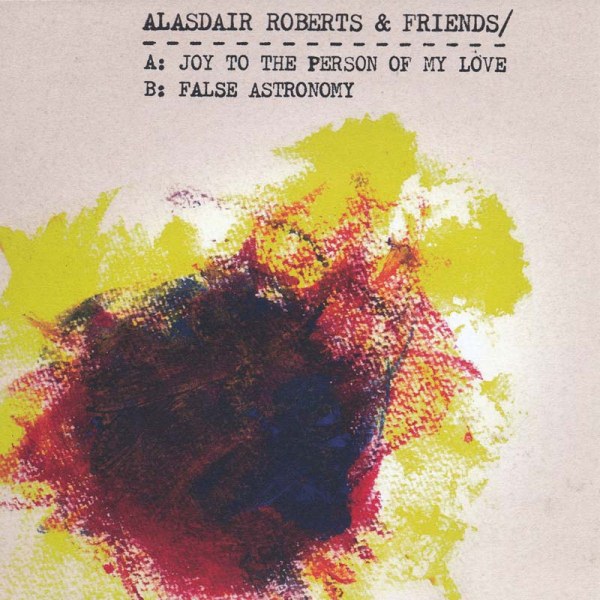 ALASDAIR ROBERTS & FRIENDS/
A: JOY TO THE PERSON OF MY LOVE
B: FALSE ASTRONOMY